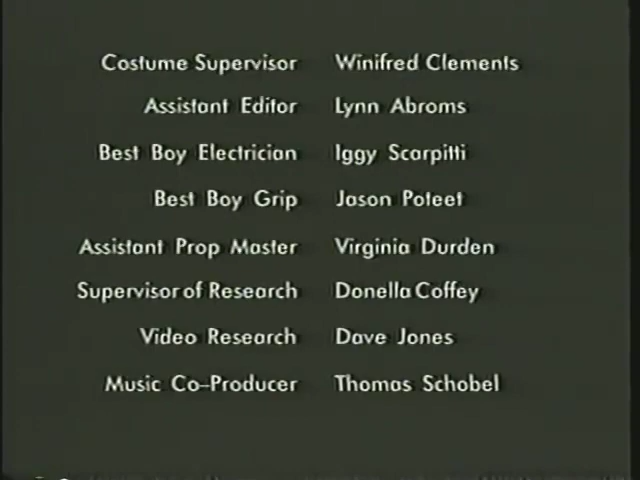 Costume Supervisor Winifred Clements
Assistant Editor Lynn Abroms
Best Boy Electrician Iggy Scarpitti
Best Boy Grip Jason Poteet
Assistant Prop Master Virginia Durden
Supervisor of Research Donella Coffey
Video Research Dave Jones
Music Co-Producer Thomas Schobel